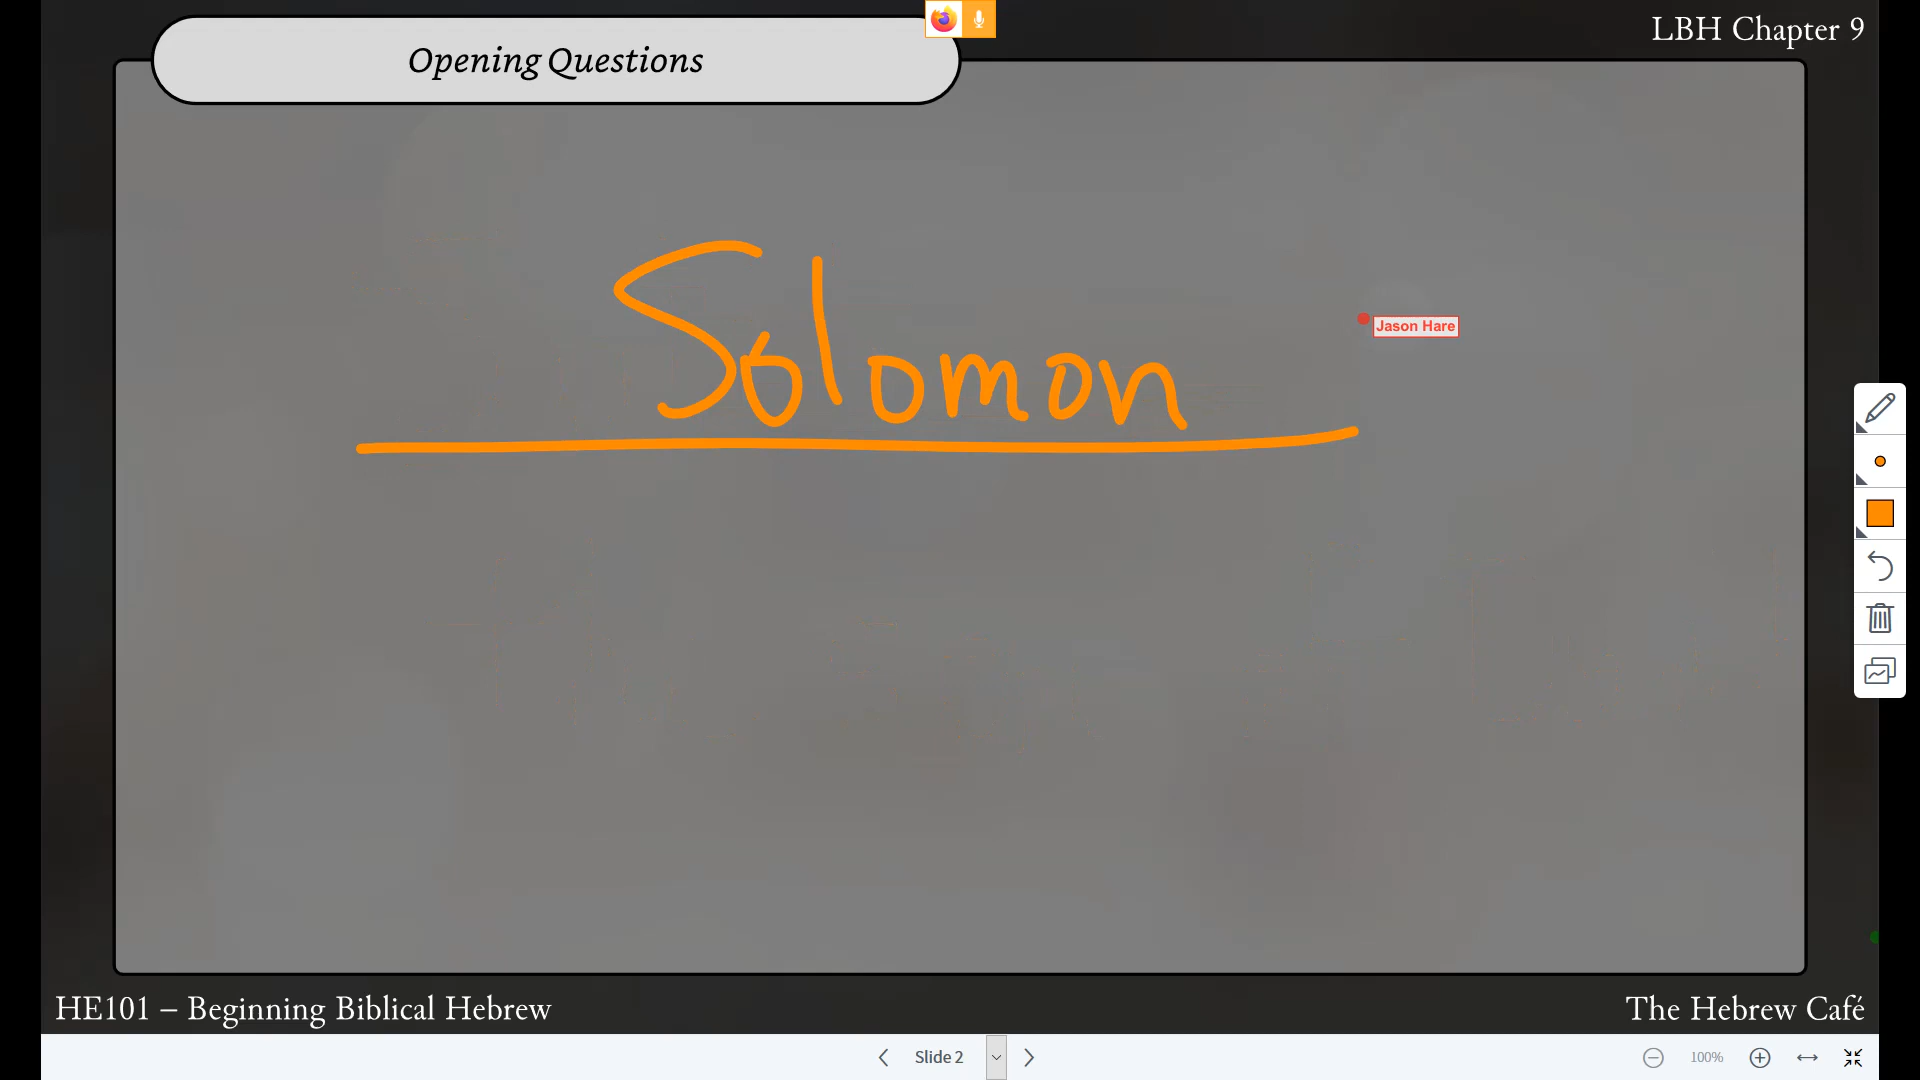 LBH Chapter 9
Opening Questions
Solomon
Jason Hare
HE101 – Beginning Biblical Hebrew
The Hebrew Café
Slide 2
100%